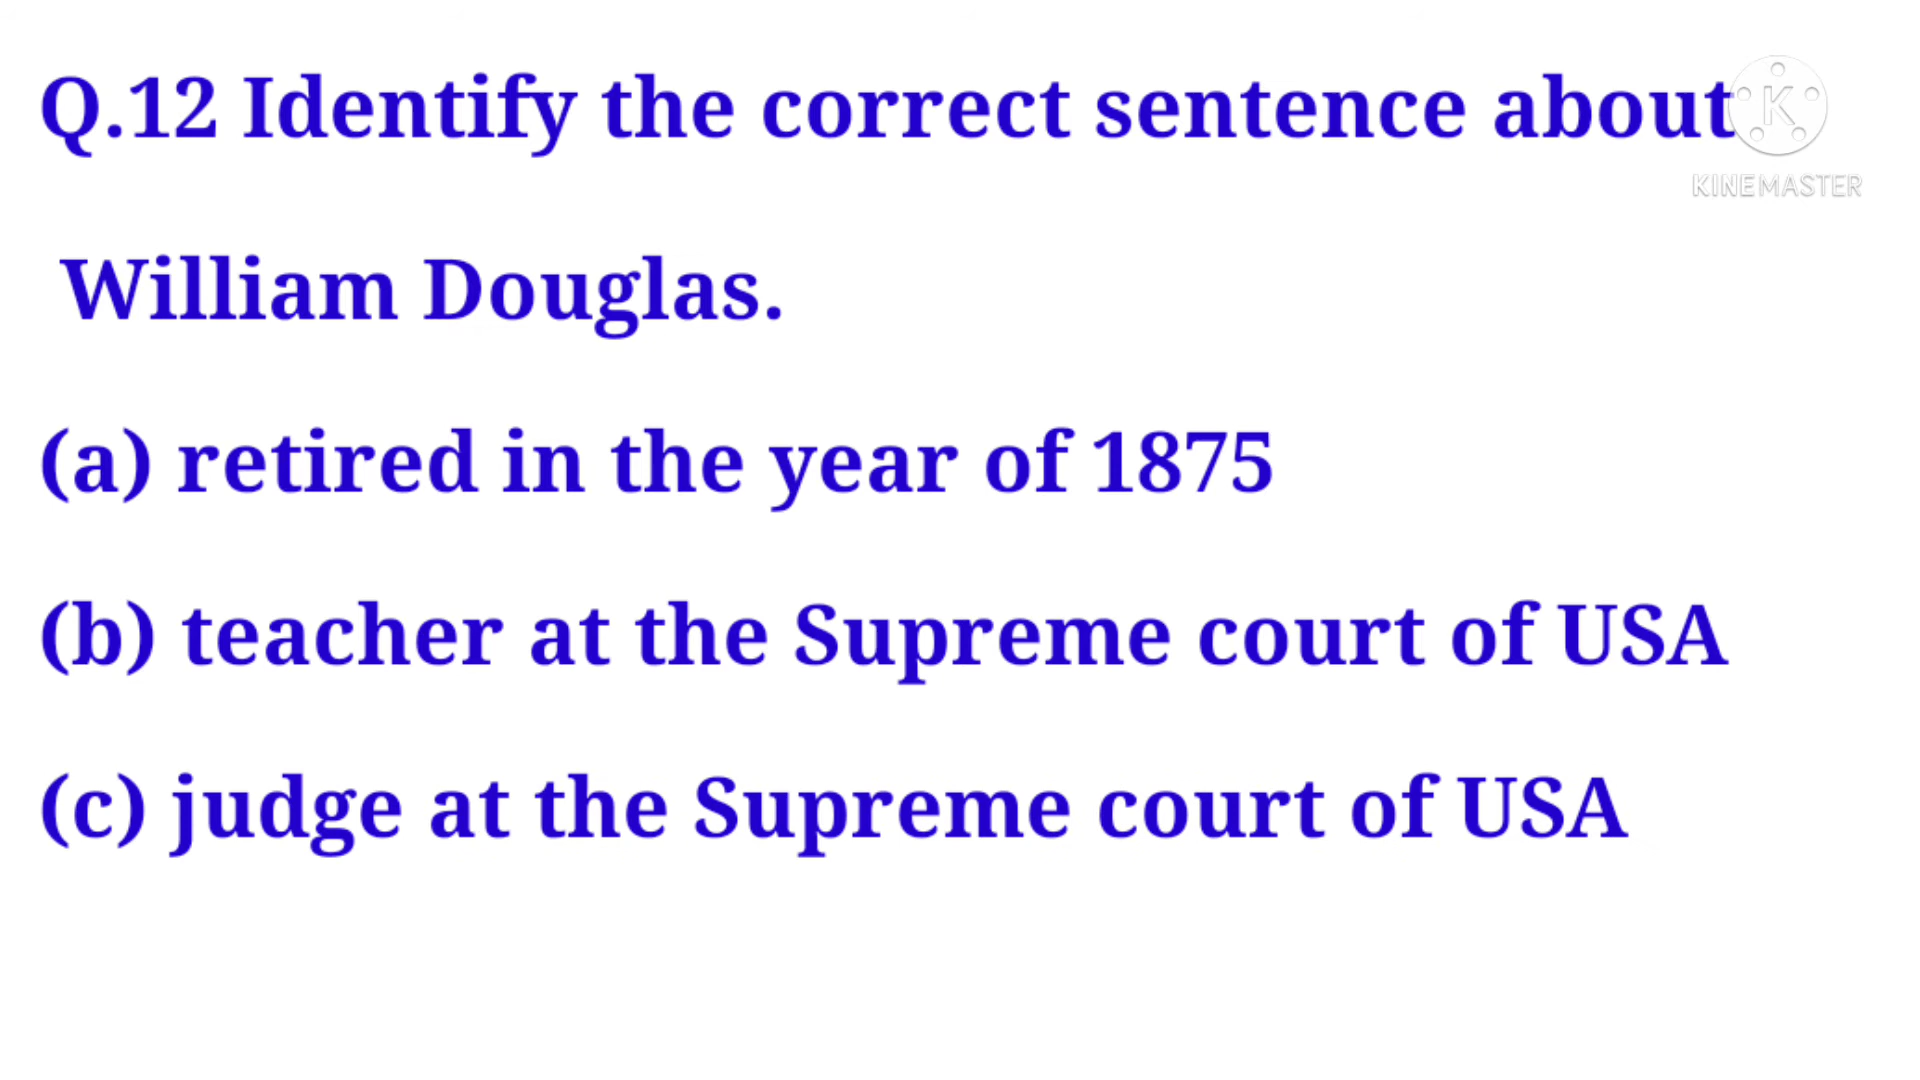 Q.12 Identify the correct sentence about
K
KINEMASTER
William Douglas.
(a) retired in the year of 1875
(b) teacher at the Supreme court of USA
(c) judge at the Supreme court of USA